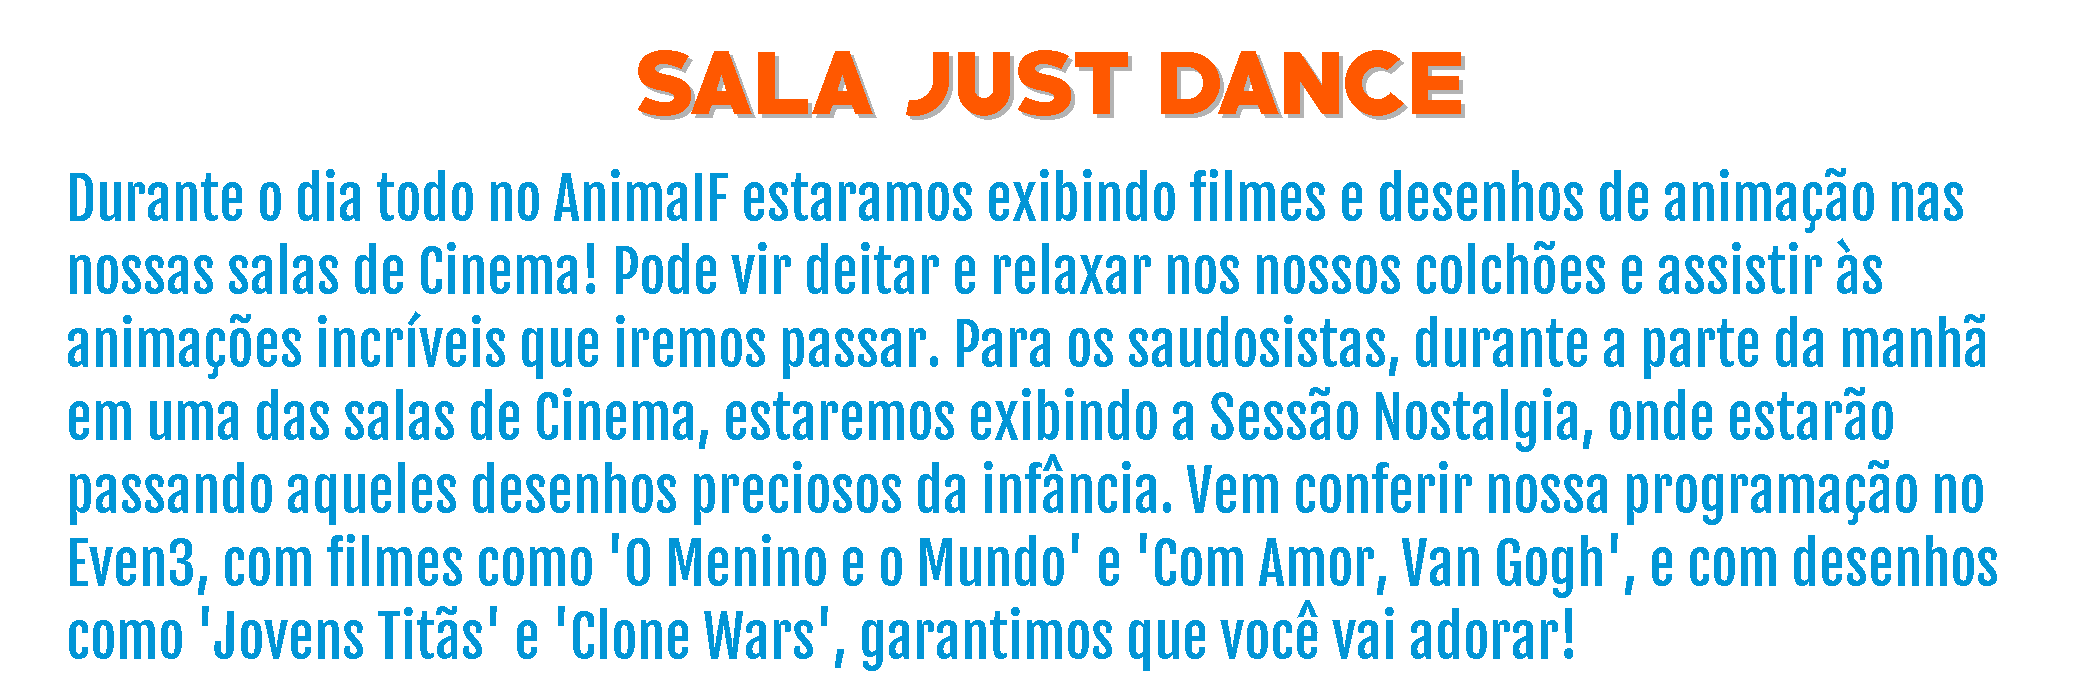 SALA JUST DANCE
Durante o dia todo no AnimaIF estaramos exibindo filmes e desenhos de animação nas
nossas salas de Cinema! Pode vir deitar e relaxar nos nossos colchões e assistir às
animações incríveis que iremos passar. Para os saudosistas, durante a parte da manhã
em uma das salas de Cinema, estaremos exibindo a Sessão Nostalgia, onde estarão
passando aqueles desenhos preciosos da infância. Vem conferir nossa programação no
Even3, com filmes como 'O Menino e o Mundo' e 'Com Amor, Van Gogh', e com desenhos
como 'Jovens Titãs' e 'Clone Wars', garantimos que você vai adorar!